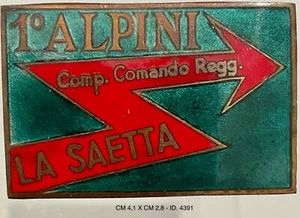 1° ALPINI
Comp. Comando Regg.
LA SAETTA
CM 4,1 X CM 2,8 - ID. 4391